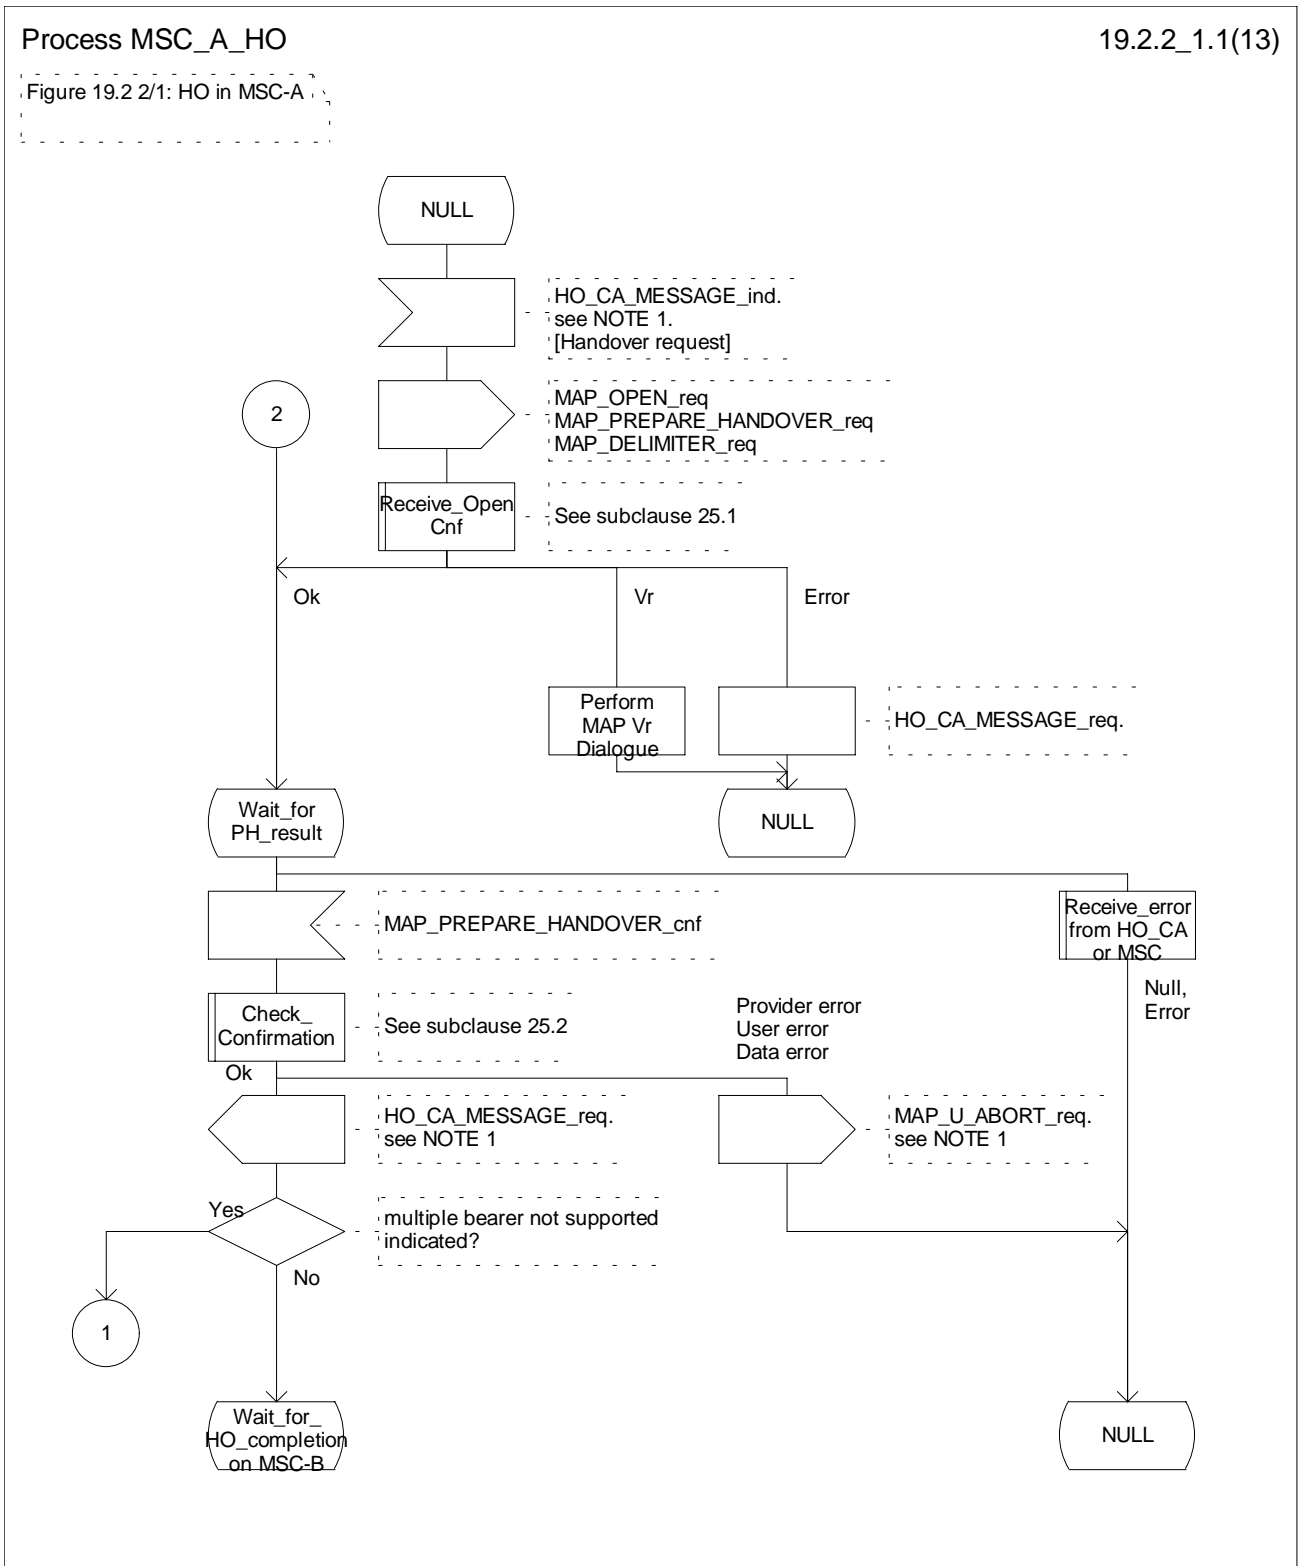 Process MSC_A_HO
19.2.2_1.1(13)
Figure 19.2 2/1: HO in MSC-A
NULL
HO_CA_MESSAGE_ind.
see NOTE 1.
[Handover request]
2
MAP_OPEN_req
MAP_PREPARE_HANDOVER_req
MAP_DELIMITER_req
Receive_Open
Cnf
See subclause 25.1
Ok
Vr
Error
Perform
MAP Vr
Dialogue
HO_CA_MESSAGE_req.
Wait_for
PH_result
NULL
MAP_PREPARE_HANDOVER_cnf
Receive_error
from HO_CA
or MSC
Null,
Error
Check_
Confirmation
See subclause 25.2
Provider error
User error
Data error
Ok
HO_CA_MESSAGE_req.
see NOTE 1
MAP_U_ABORT_req.
see NOTE 1
Yes
multiple bearer not supported
indicated?
No
1
Wait_for_
HO_completion
on MSC-B
NULL